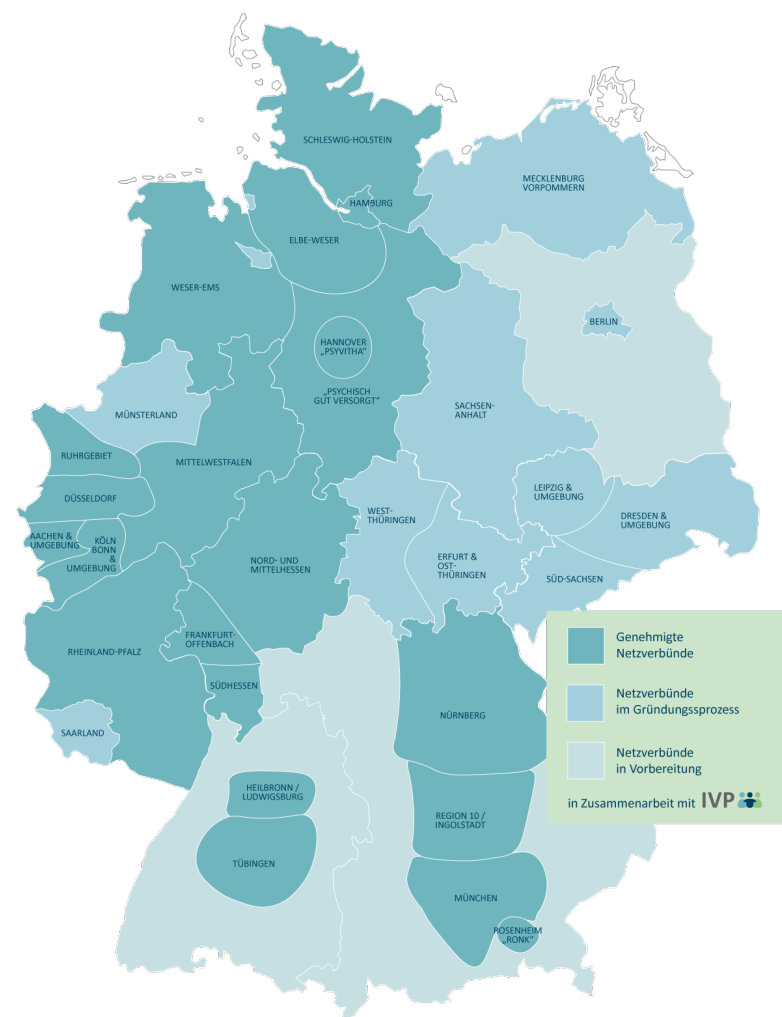 SCHLESWIG-HOLSTEIN
MECKLENBURG
VORPOMMERN
HAMBURG
ELBE-WESER
WESER-EMS
BERLIN
HANNOVER
„PSYVITHA"
„PSYCHISCH
GUT VERSORGT"
SACHSEN-
ANHALT
MÜNSTERLAND
RUHRGEBIET
MITTELWESTFALEN
DÜSSELDORF
LEIPZIG &
UMGEBUNG
WEST-
THÜRINGEN
DRESDEN &
UMGEBUNG
AACHEN &
UMGEBUNG
KÖLN
BONN
&
UMGEBUNG
NORD- UND
MITTELHESSEN
ERFURT &
OST-
THÜRINGEN
SÜD-SACHSEN
FRANKFURT-
OFFENBACH
RHEINLAND-PFALZ
SÜDHESSEN
NÜRNBERG
SAARLAND
HEILBRONN /
LUDWIGSBURG
REGION 10 /
INGOLSTADT
TÜBINGEN
MÜNCHEN
ROSENHEIM
„RONK"
Genehmigte
Netzverbünde
Netzverbünde
im Gründungssprozess
Netzverbünde
in Vorbereitung
in Zusammenarbeit mit IVP